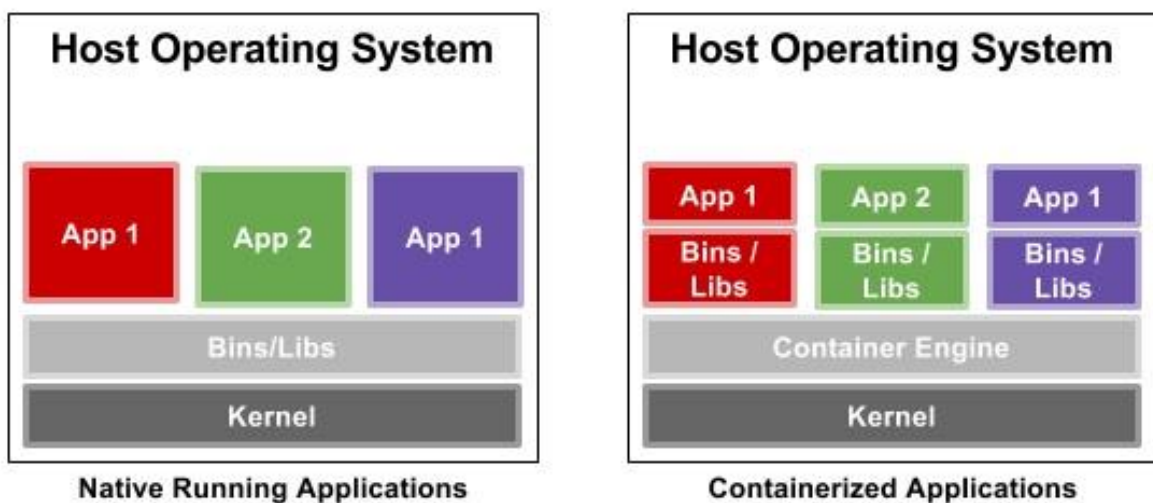 Host Operating System
App 1
App 2
App 1
Bins/Libs
Kernel
Native Running Applications
Host Operating System
App 1
App 2
App 1
Bins /
Libs
Bins /
Libs
Bins /
Libs
Container Engine
Kernel
Containerized Applications